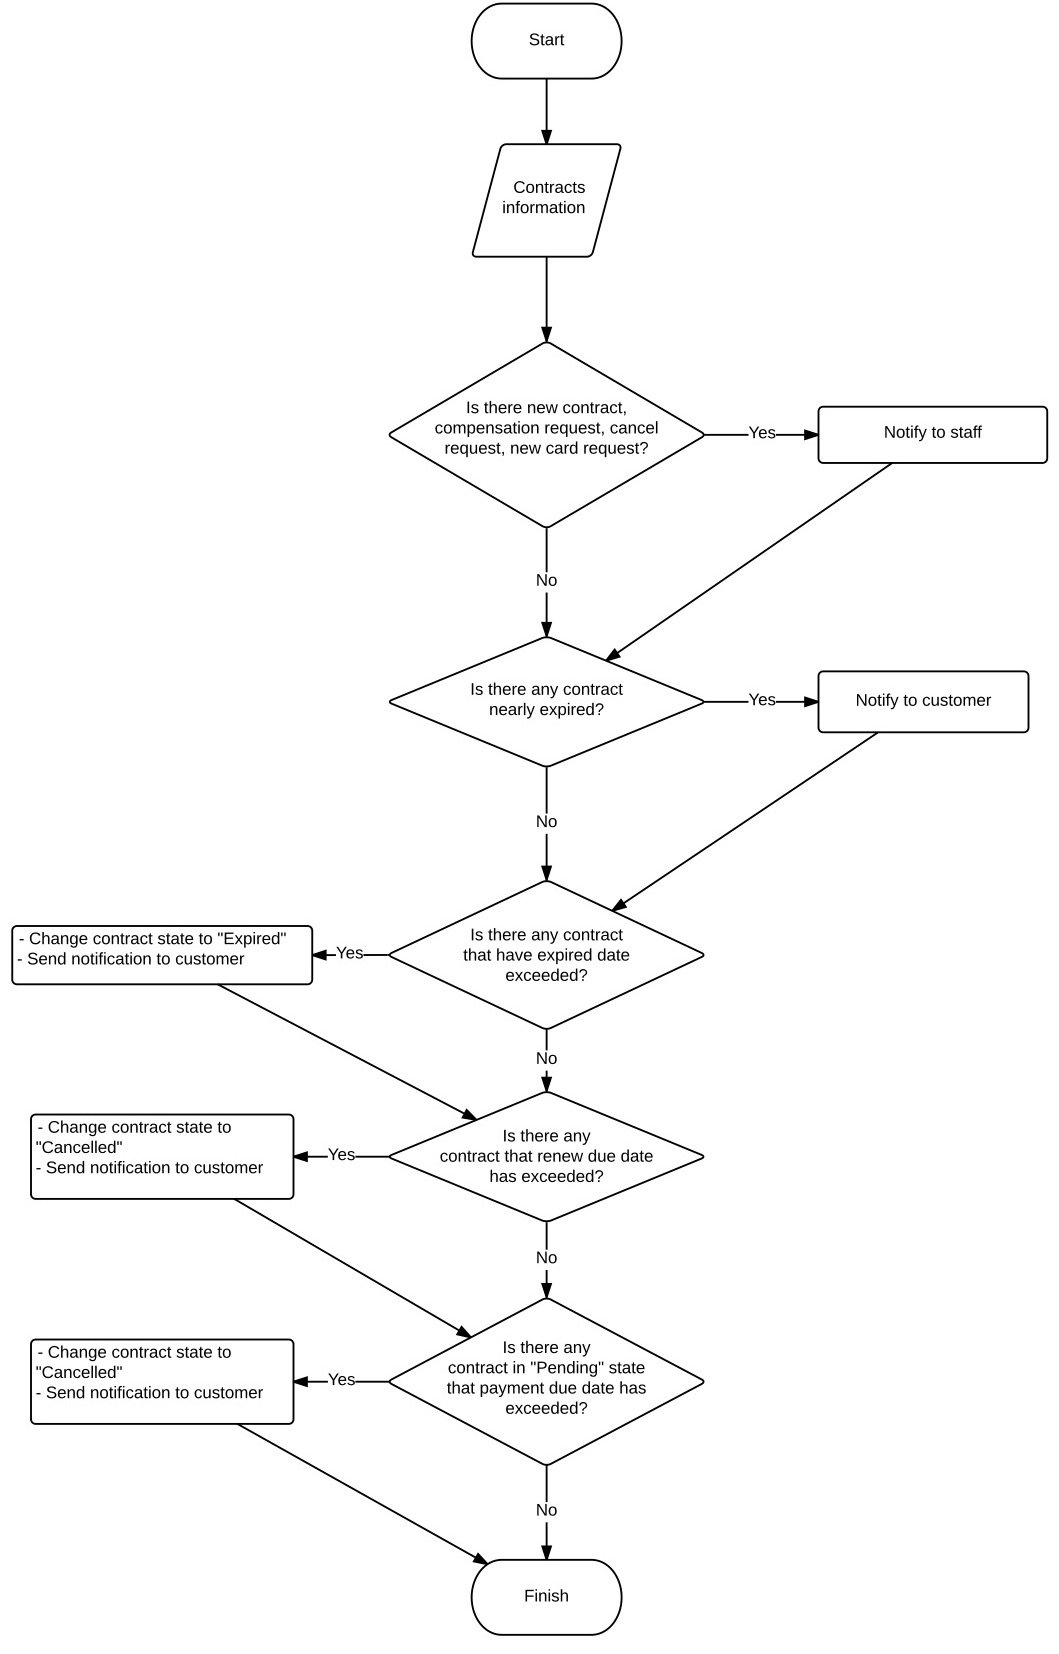 Start
Contracts
information
Is there new contract,
compensation request, cancel
request, new card request?
Yes
Notify to staff
No
Is there any contract
nearly expired?
Yes
Notify to customer
No
Is there any contract
that have expired date
exceeded?
Yes
- Change contract state to "Expired"
- Send notification to customer
No
Is there any
contract that renew due date
has exceeded?
Yes
- Change contract state to
"Cancelled"
- Send notification to customer
No
Is there any
contract in "Pending" state
that payment due date has
exceeded?
Yes
- Change contract state to
"Cancelled"
- Send notification to customer
No
Finish